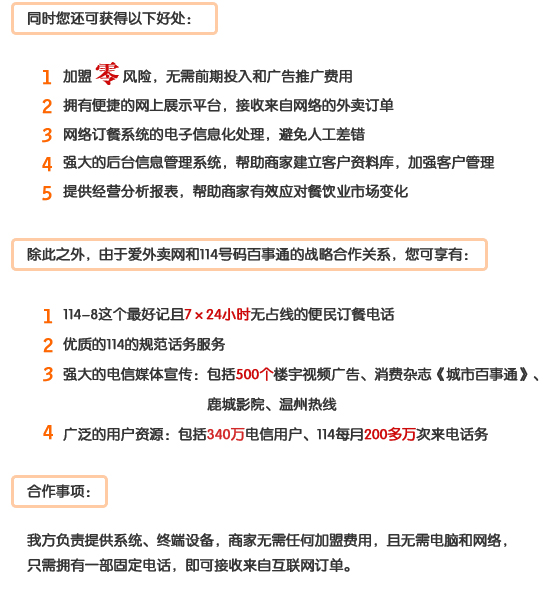 同时您还可获得以下好处：
1 加盟零风险，无需前期投入和广告推广费用
2 拥有便捷的网上展示平台，接收来自网络的外卖订单
3 网络订餐系统的电子信息化处理，避免人工差错
4 强大的后台信息管理系统，帮助商家建立客户资料库，加强客户管理
5 提供经营分析报表，帮助商家有效应对餐饮业市场变化
除此之外，由于爱外卖网和114号码百事通的战略合作关系，您可享有：
1 114-8这个最好记且7×24小时无占线的便民订餐电话
2 优质的114的规范话务服务
3 强大的电信媒体宣传：包括500个楼宇视频广告、消费杂志《城市百事通》、
鹿城影院、温州热线
4 广泛的用户资源：包括340万电信用户、114每月200多万次来电话务
合作事项：
我方负责提供系统、终端设备，商家无需任何加盟费用，且无需电脑和网络，
只需拥有一部固定电话，即可接收来自互联网订单。